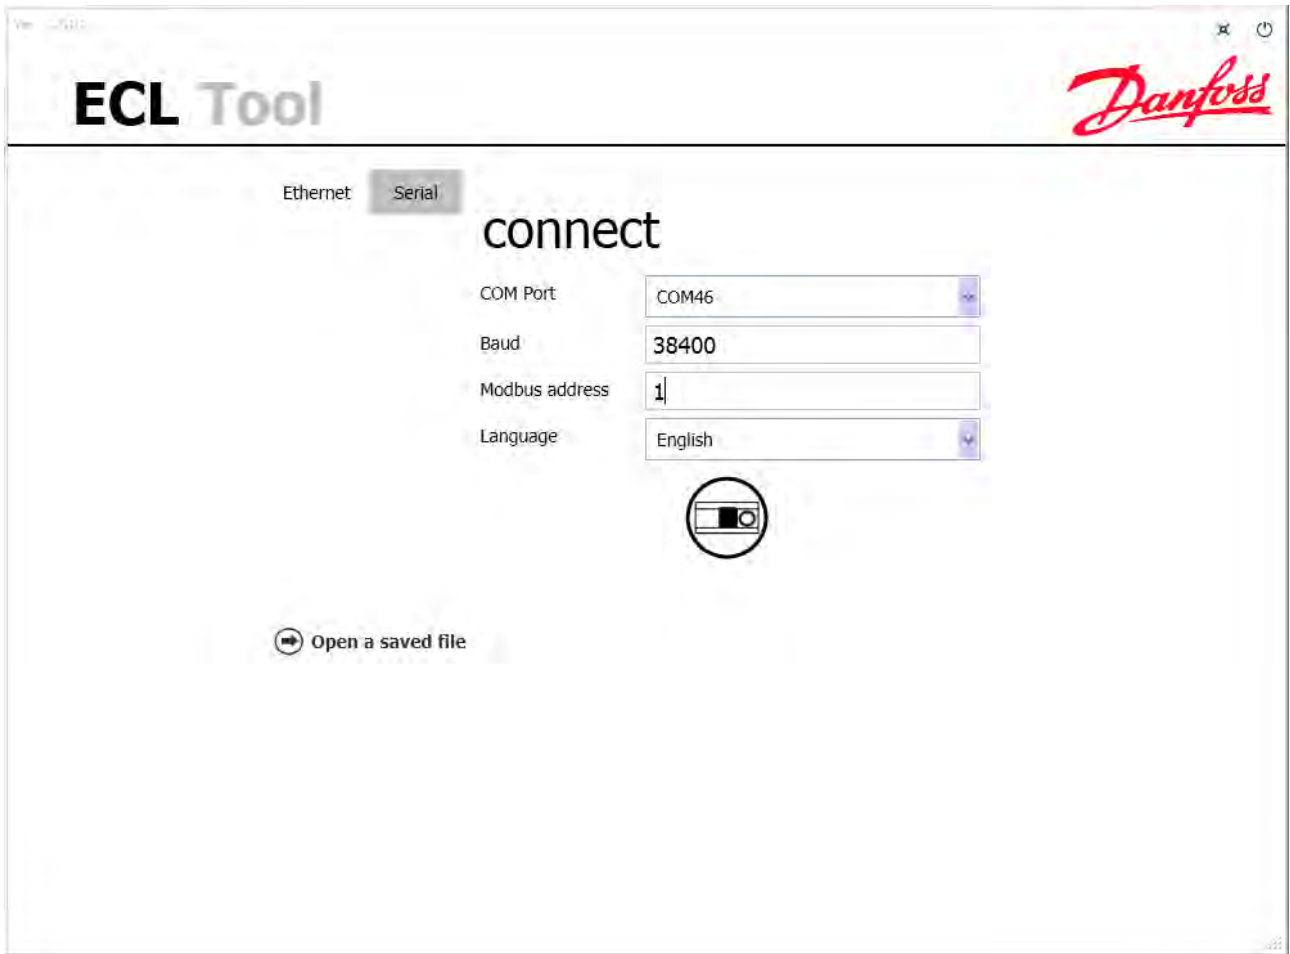 ECL Tool
Danfoss
Ethernet
Serial
connect
COM Port
COM46
Baud
38400
Modbus address
1
Language
English
Open a saved file